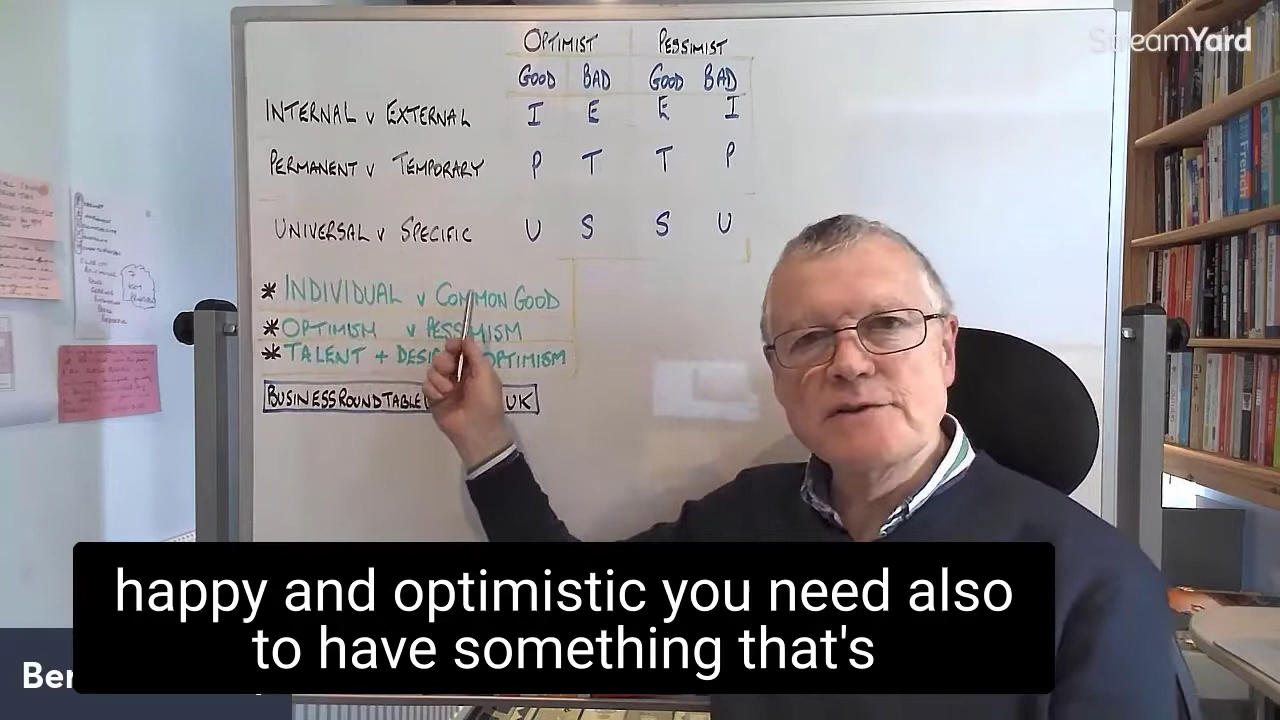 StreamYard
OPTIMIST PESSIMIST
GOOD BAD GOOD BAD
INTERNAL v EXTERNAL I E E I
PERMANENT v TEMPORARY P T T P
UNIVERSAL v SPECIFIC U S S U
* INDIVIDUAL v COMMON GOOD
* OPTIMISM v PESSIMISM
* TALENT + DESI OPTIMISM
BUSINESSROUNDTABLE UK
French
happy and optimistic you need also
to have something that's
Ber